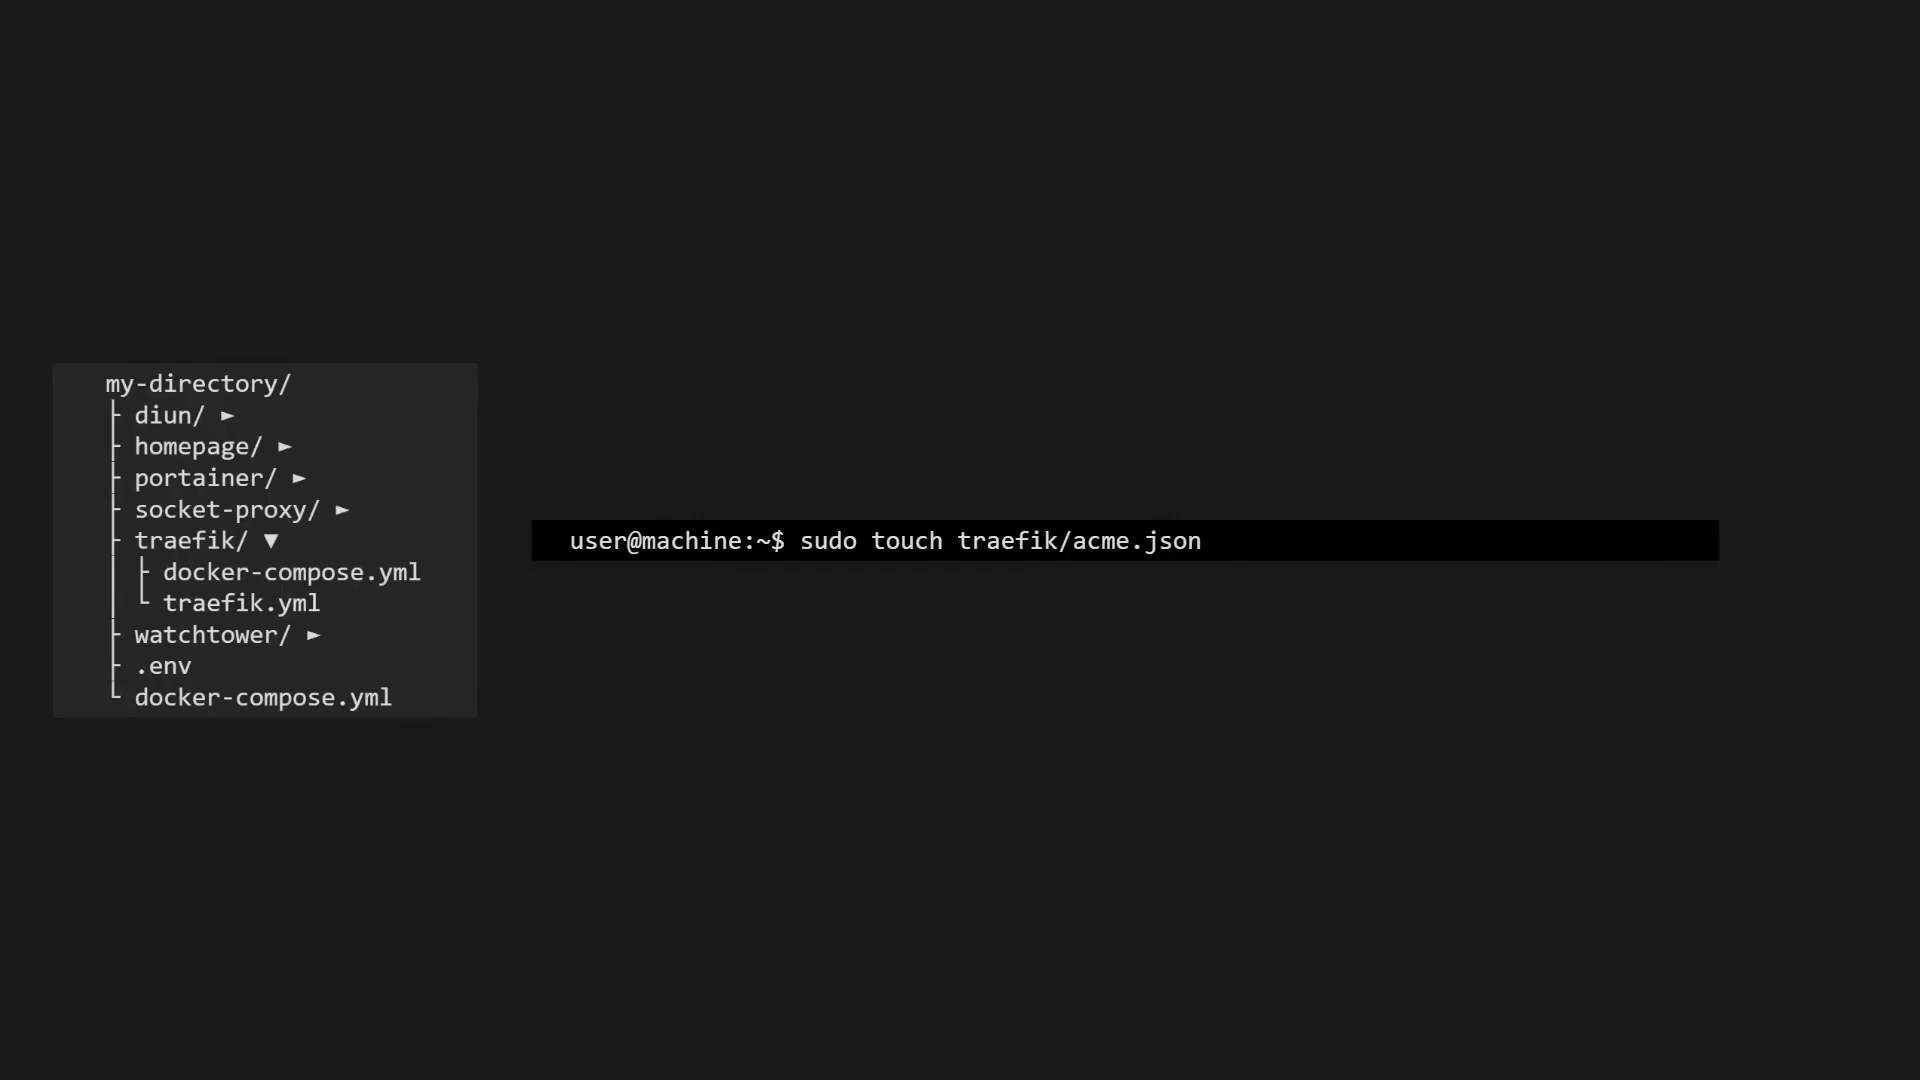 my-directory/
├ diun/ ►
├ homepage/ ►
├ portainer/ ►
├ socket-proxy/ ►
├ traefik/ ▼
│ ├ docker-compose.yml
│ └ traefik.yml
├ watchtower/ ►
├ .env
└ docker-compose.yml
user@machine:~$ sudo touch traefik/acme.json